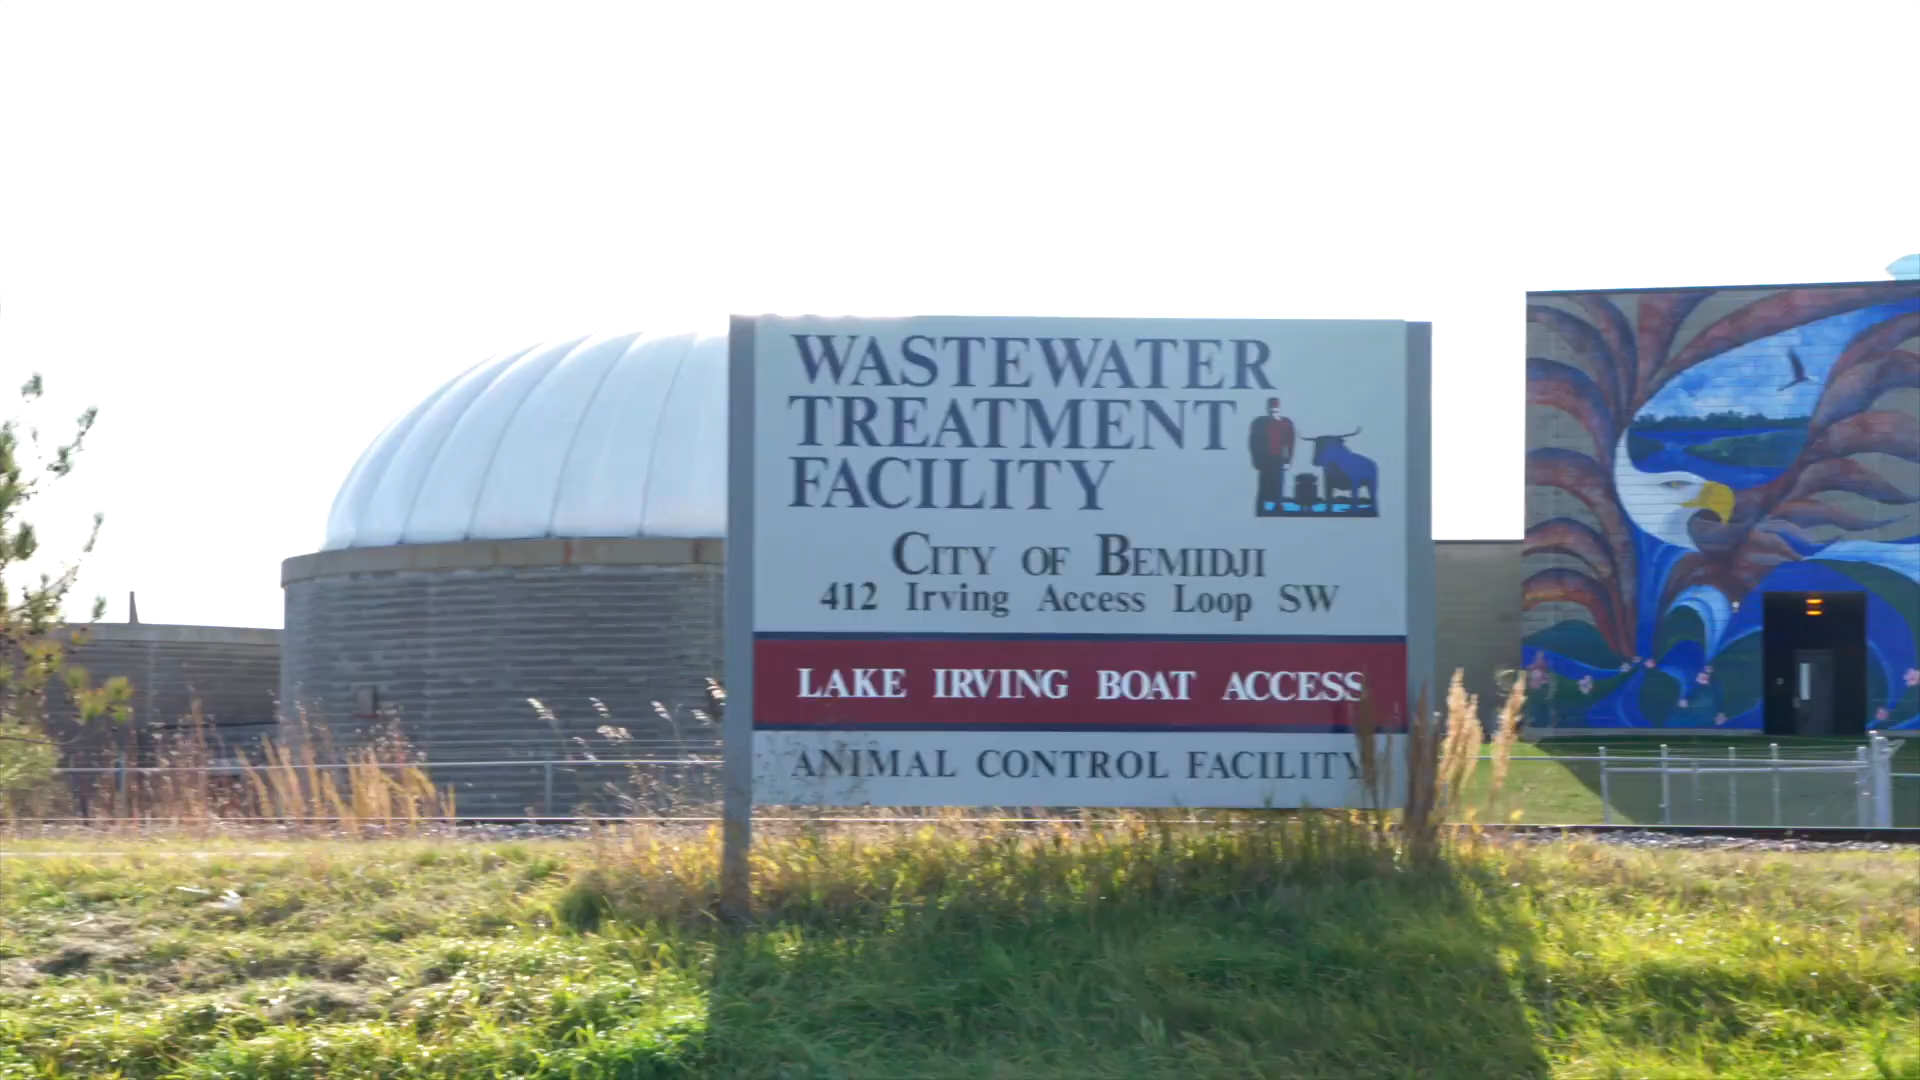 WASTEWATER
TREATMENT
FACILITY
CITY OF BEMIDJI
412 Irving Access Loop SW
LAKE IRVING BOAT ACCESS
ANIMAL CONTROL FACILITY